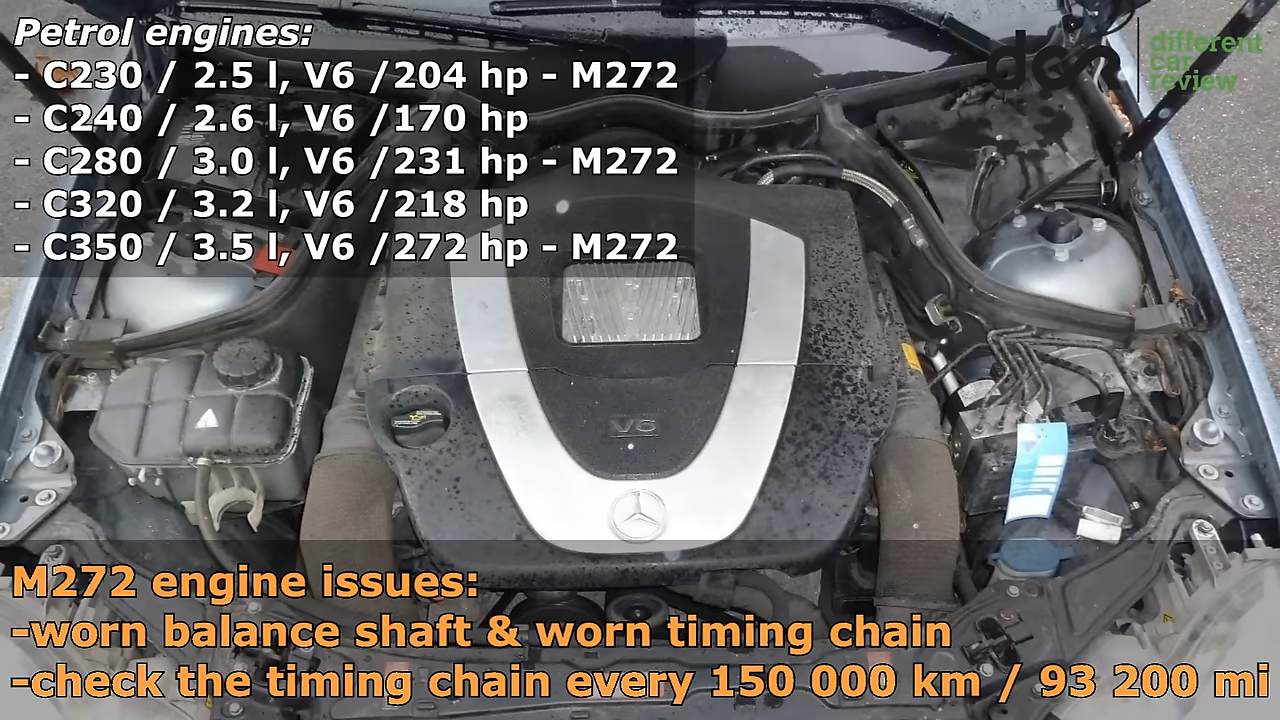 Petrol engines:
- C230 / 2.5 l, V6 /204 hp - M272
- C240 / 2.6 l, V6 /170 hp
- C280 / 3.0 l, V6 /231 hp - M272
- C320 / 3.2 l, V6 /218 hp
- C350 / 3.5 l, V6 /272 hp - M272
dcr
different
car
review
V6
M272 engine issues:
-worn balance shaft & worn timing chain
-check the timing chain every 150 000 km / 93 200 mi